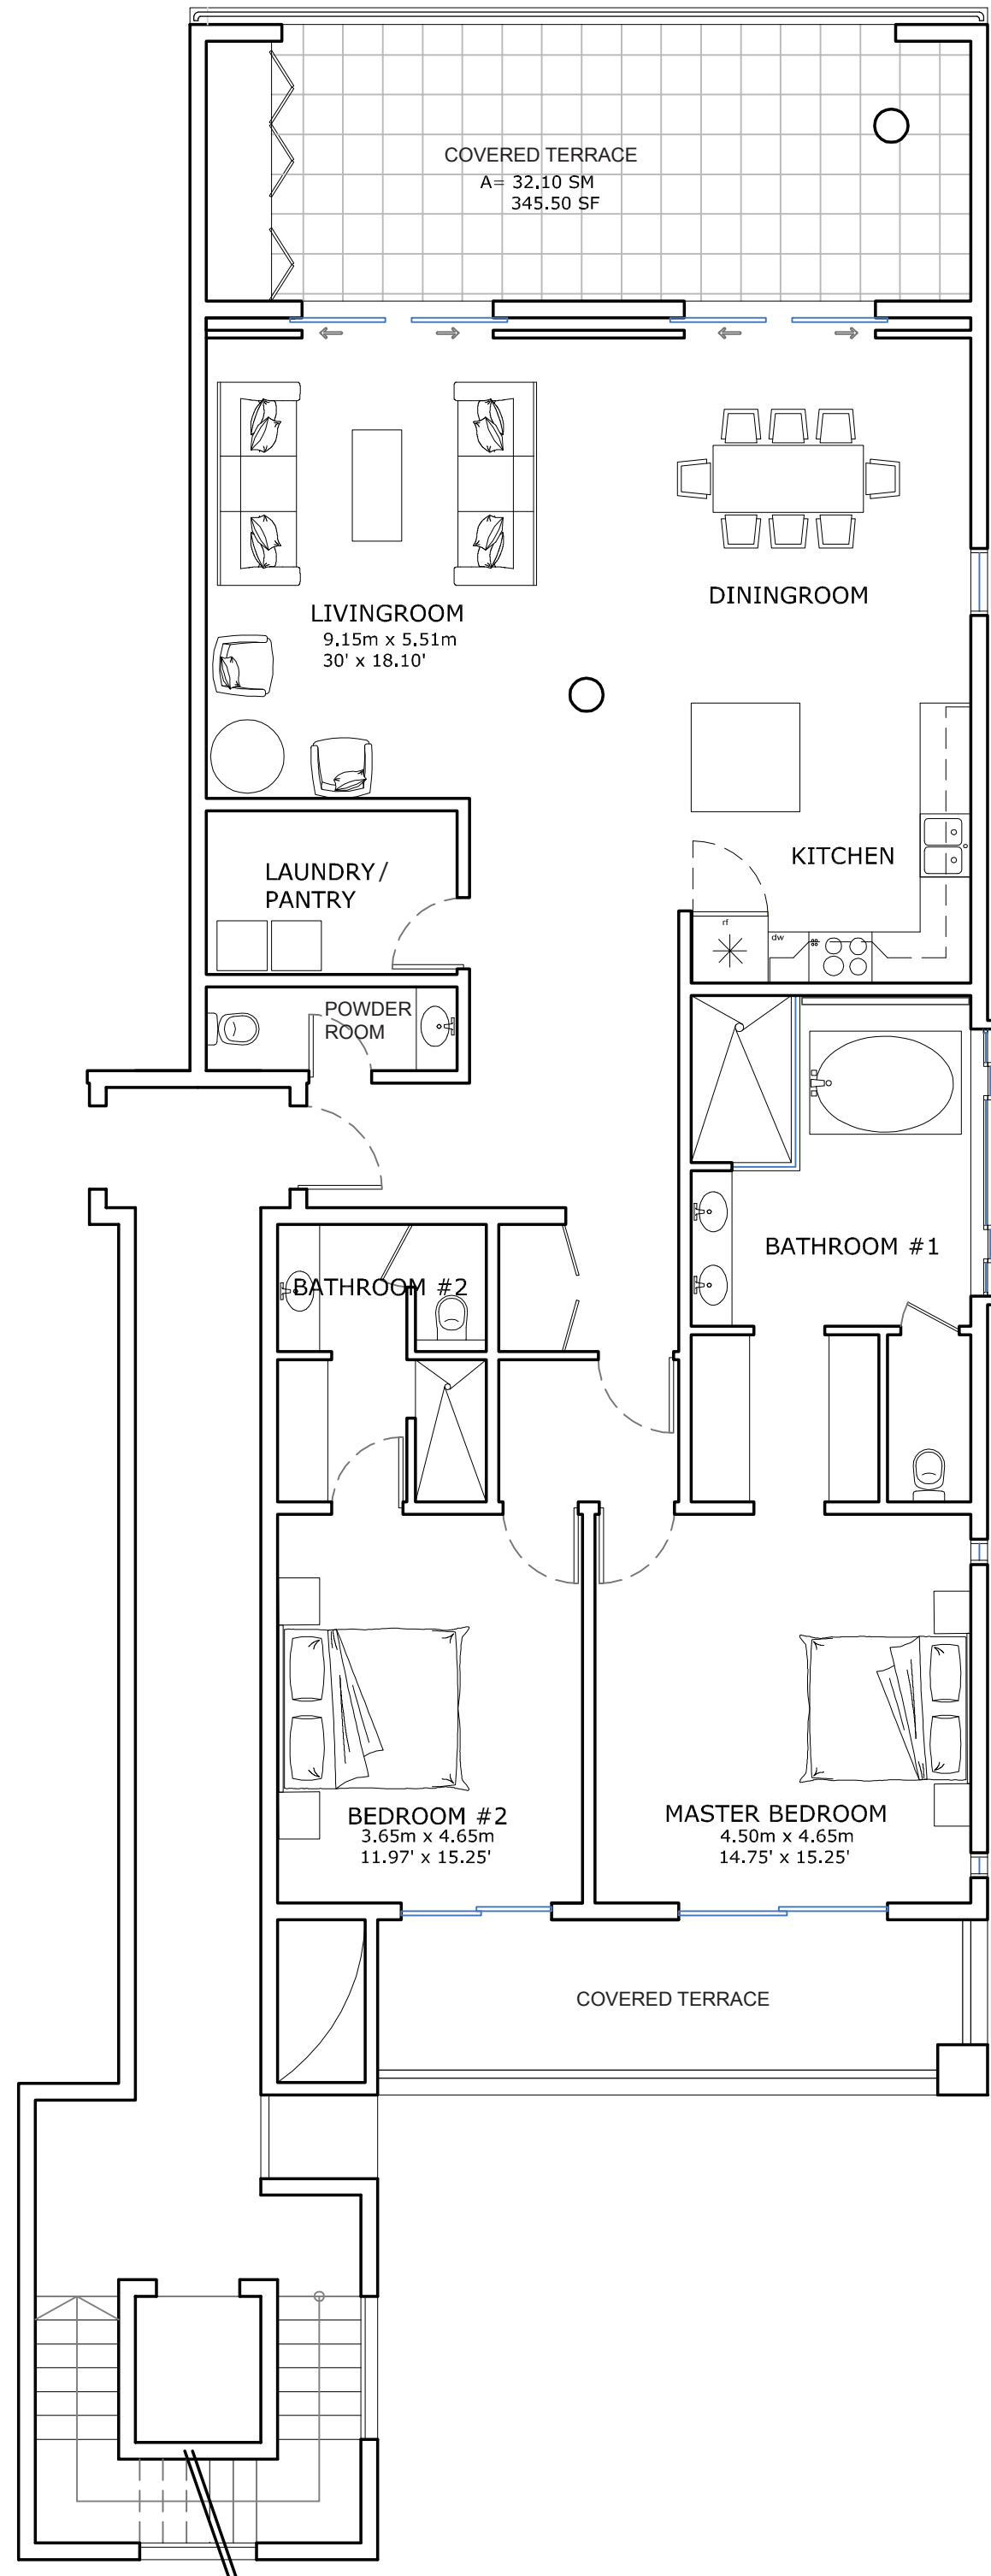 COVERED TERRACE
A= 32.10 SM
345.50 SF
DININGROOM
LIVINGROOM
9.15m x 5.51m
30' x 18.10'
KITCHEN
LAUNDRY/
PANTRY
rf
dw
POWDER
ROOM
BATHROOM #1
BATHROOM #2
BEDROOM #2
3.65m x 4.65m
11.97' x 15.25'
MASTER BEDROOM
4.50m x 4.65m
14.75' x 15.25'
COVERED TERRACE